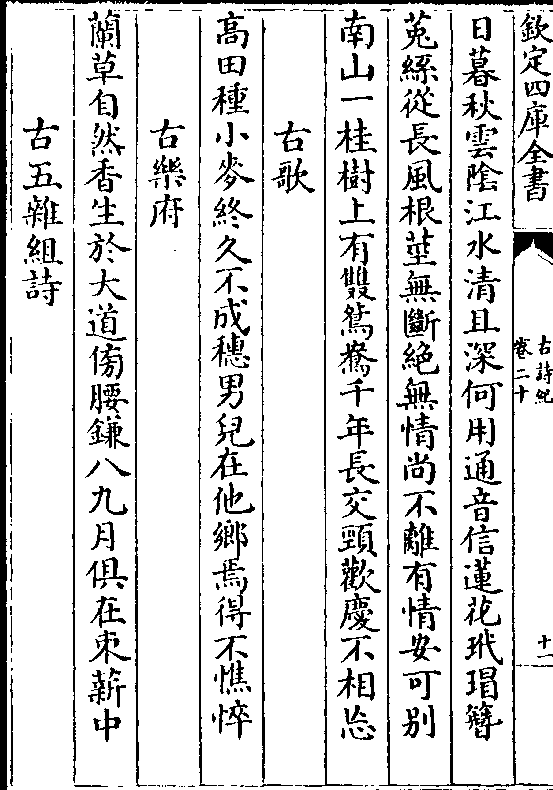 欽定四庫全書
古詩紀
卷二十
十一
日暮秋雲隂江水清且深何用通音信蓮花玳瑁簪
菟絲從長風根莖無斷絶無情尚不離有情安可别
南山一桂樹上有雙鴛鴦千年長交頸歡慶不相忘
古歌
髙田種小麥終久不成穗男兒在他鄉焉得不憔悴
古樂府
蘭草自然香生於大道傍腰鎌八九月俱在束薪中
古五雜組詩